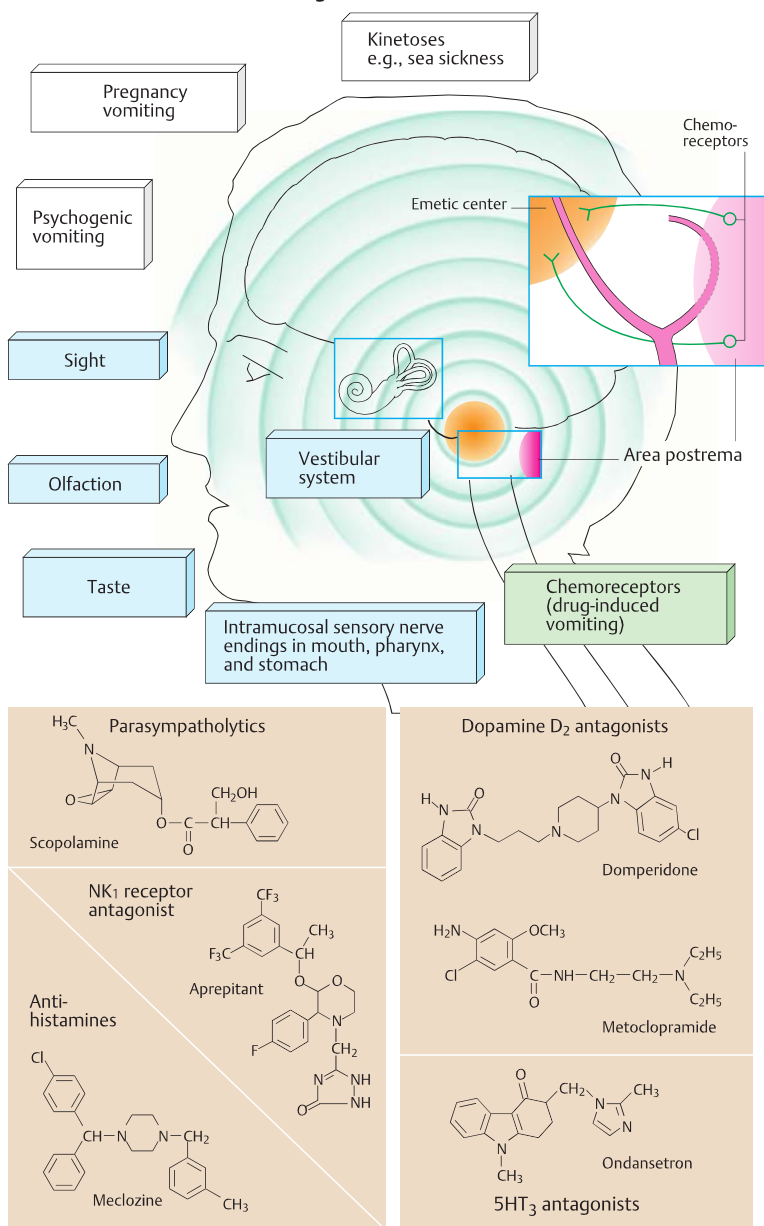 Kinetoses
e.g., sea sickness
Pregnancy
vomiting
Chemo-
receptors
Psychogenic
vomiting
Emetic center
Sight
Vestibular
system
Area postrema
Olfaction
Taste
Chemoreceptors
(drug-induced
vomiting)
Intramucosal sensory nerve
endings in mouth, pharynx,
and stomach
Parasympatholytics
H₃C
N
O
CH₂OH
O C CH
O
Scopolamine
NK₁ receptor
antagonist
CF₃
CH₃
F₃C
CH
O
O
Aprepitant
N
F
CH₂
N NH
O NH
Anti-
histamines
Cl
CH N N CH₂
CH₃
Meclozine
Dopamine D₂ antagonists
O
H N O
N H
N
N
N
Cl
Domperidone
H₂N
OCH₃
Cl
C NH CH₂ CH₂ N
O
C₂H₅
C₂H₅
Metoclopramide
O
CH₂
CH₃
N
N
N
CH₃
Ondansetron
5HT₃ antagonists